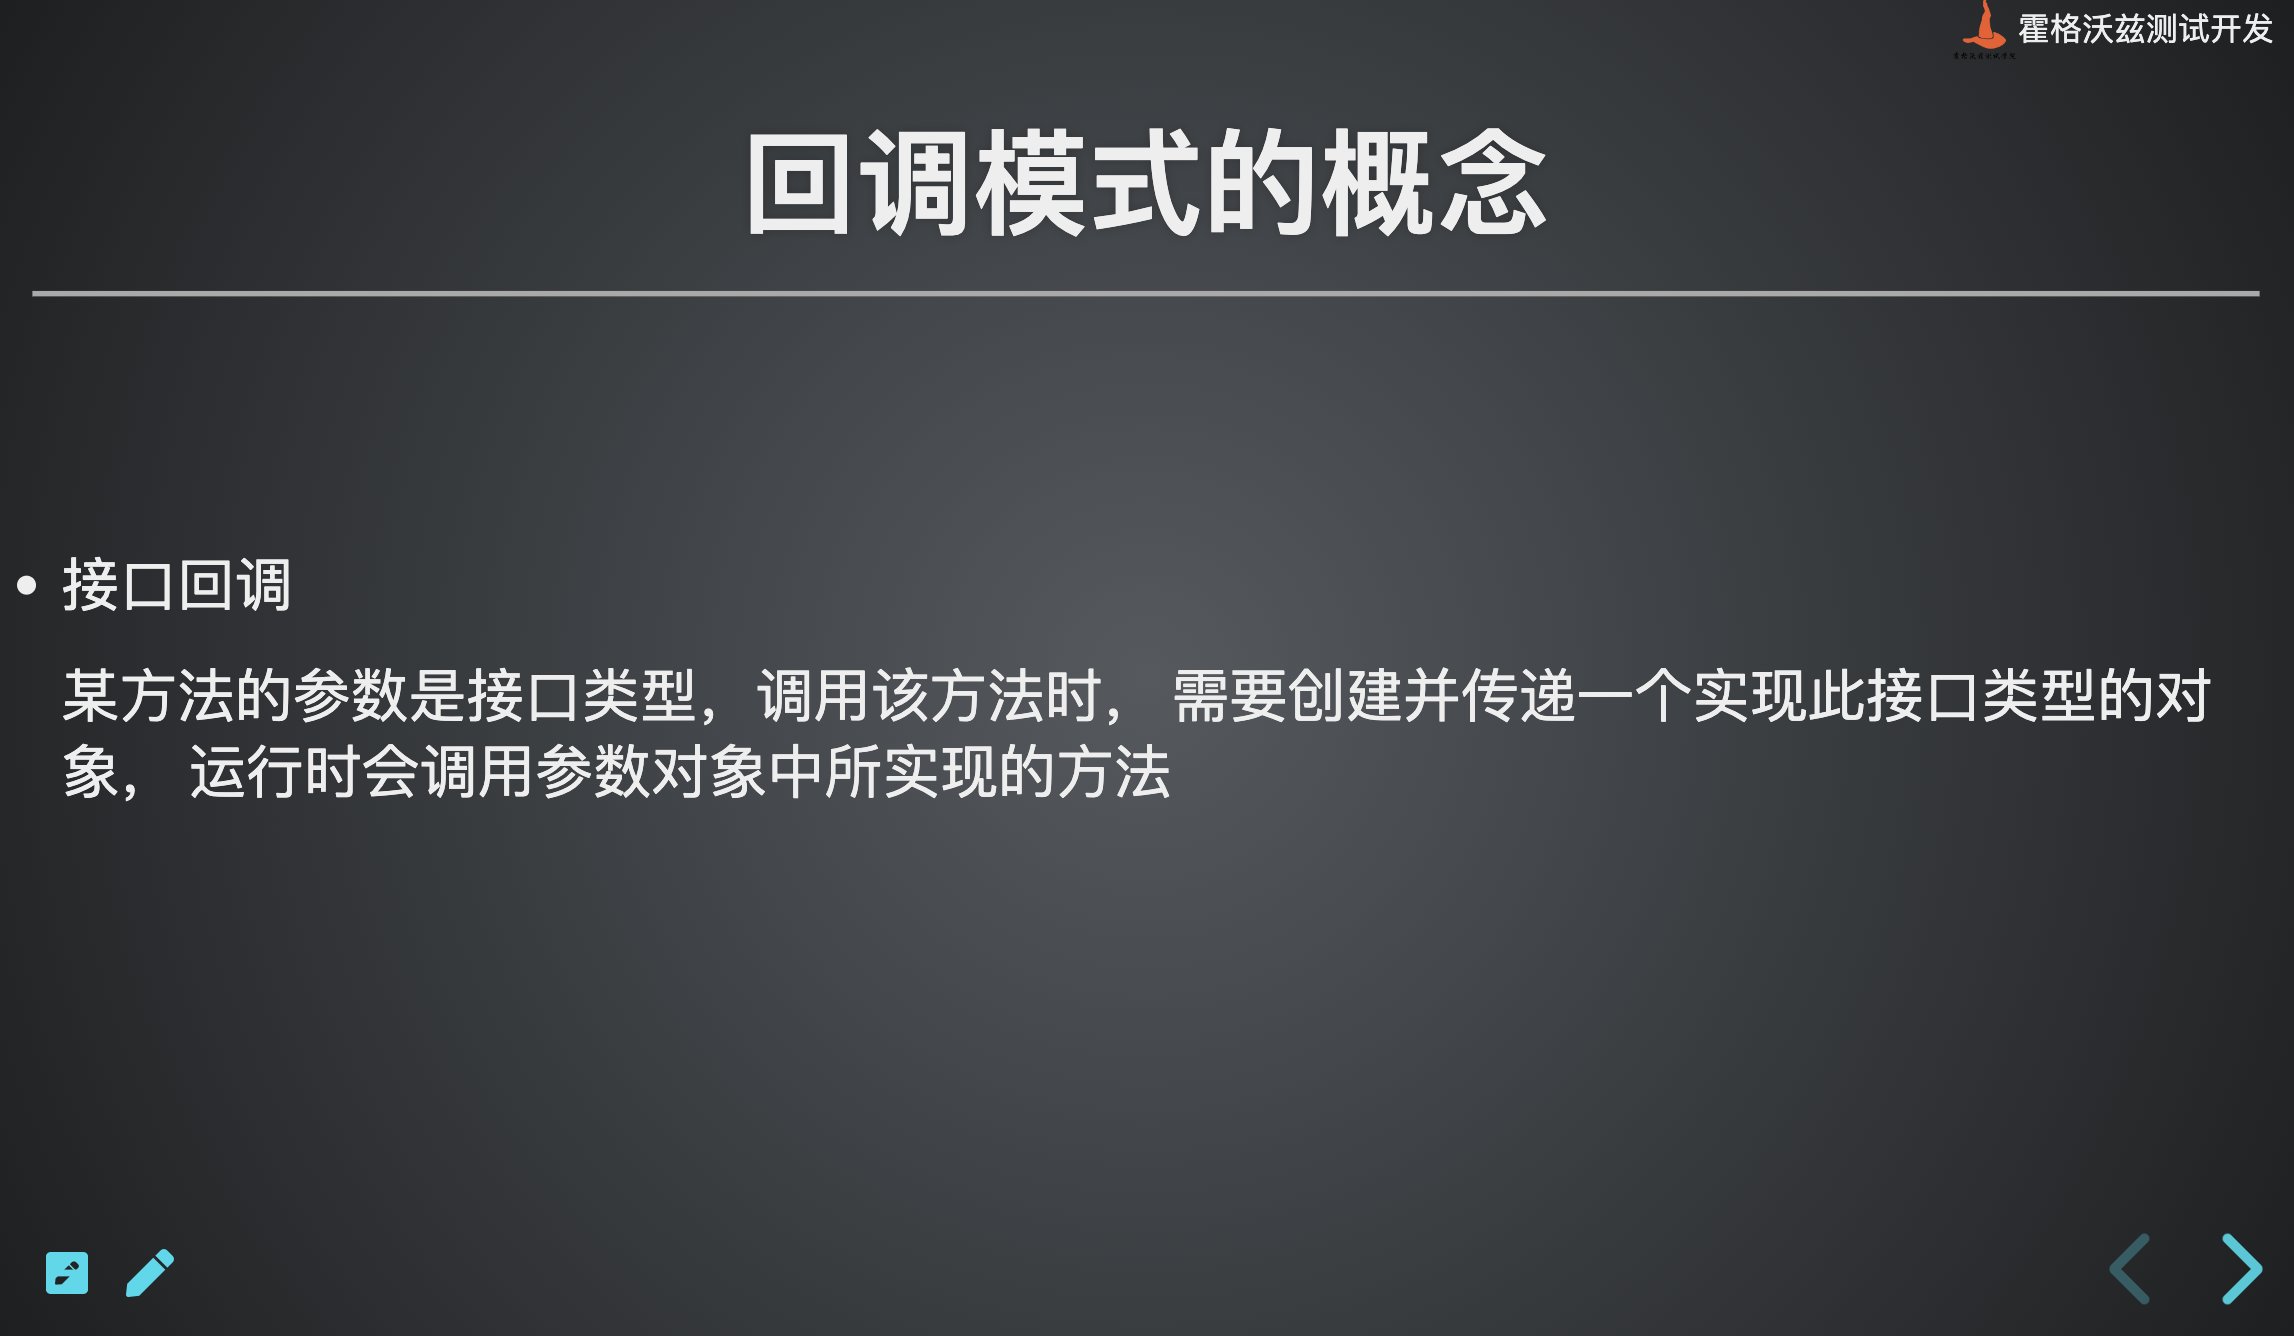 霍格沃兹测试开发
回调模式的概念
• 接口回调
某方法的参数是接口类型，调用该方法时， 需要创建并传递一个实现此接口类型的对
象， 运行时会调用参数对象中所实现的方法